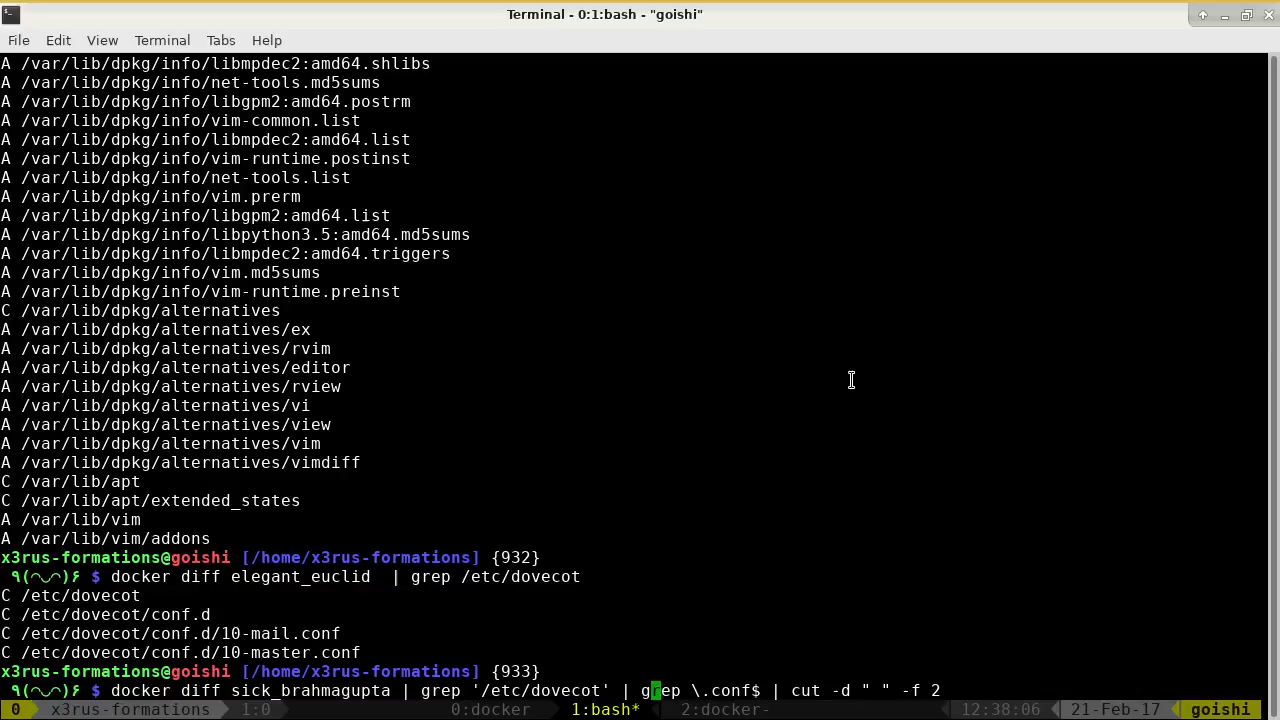 Terminal - 0:1:bash - "goishi"
File Edit View Terminal Tabs Help
A /var/lib/dpkg/info/libmpdec2:amd64.shlibs
A /var/lib/dpkg/info/net-tools.md5sums
A /var/lib/dpkg/info/libgpm2:amd64.postrm
A /var/lib/dpkg/info/vim-common.list
A /var/lib/dpkg/info/libmpdec2:amd64.list
A /var/lib/dpkg/info/vim-runtime.postinst
A /var/lib/dpkg/info/net-tools.list
A /var/lib/dpkg/info/vim.prerm
A /var/lib/dpkg/info/libgpm2:amd64.list
A /var/lib/dpkg/info/libpython3.5:amd64.md5sums
A /var/lib/dpkg/info/libmpdec2:amd64.triggers
A /var/lib/dpkg/info/vim.md5sums
A /var/lib/dpkg/info/vim-runtime.preinst
C /var/lib/dpkg/alternatives
A /var/lib/dpkg/alternatives/ex
A /var/lib/dpkg/alternatives/rvim
A /var/lib/dpkg/alternatives/editor
A /var/lib/dpkg/alternatives/rview
A /var/lib/dpkg/alternatives/vi
A /var/lib/dpkg/alternatives/view
A /var/lib/dpkg/alternatives/vim
A /var/lib/dpkg/alternatives/vimdiff
C /var/lib/apt
C /var/lib/apt/extended_states
A /var/lib/vim
A /var/lib/vim/addons
x3rus-formations@goishi [/home/x3rus-formations] {932}
٩(◠◡◠)۶ $ docker diff elegant_euclid  | grep /etc/dovecot
C /etc/dovecot
C /etc/dovecot/conf.d
C /etc/dovecot/conf.d/10-mail.conf
C /etc/dovecot/conf.d/10-master.conf
x3rus-formations@goishi [/home/x3rus-formations] {933}
٩(◠◡◠)۶ $ docker diff sick_brahmagupta | grep '/etc/dovecot' | grep \.conf$ | cut -d " " -f 2
0 x3rus-formations 1:0 0:docker 1:bash* 2:docker- 12:38:06 21-Feb-17 goishi